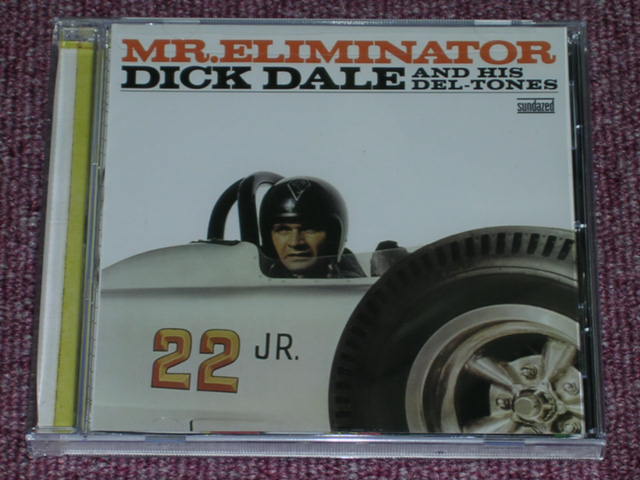 MR. ELIMINATOR
DICK DALE AND HIS
DEL-TONES
sundazed
22 JR.